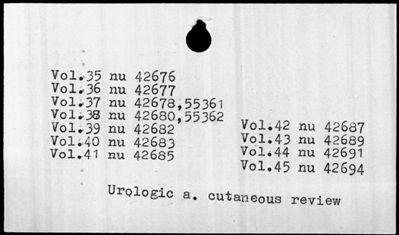 Vol.35 nu 42676
Vol.36 nu 42677
Vol.37 nu 42678,55361
Vol.38 nu 42680,55362
Vol.39 nu 42682
Vol.40 nu 42683
Vol.41 nu 42685
Vol.42 nu 42687
Vol.43 nu 42689
Vol.44 nu 42691
Vol.45 nu 42694
Urologic a. cutaneous review